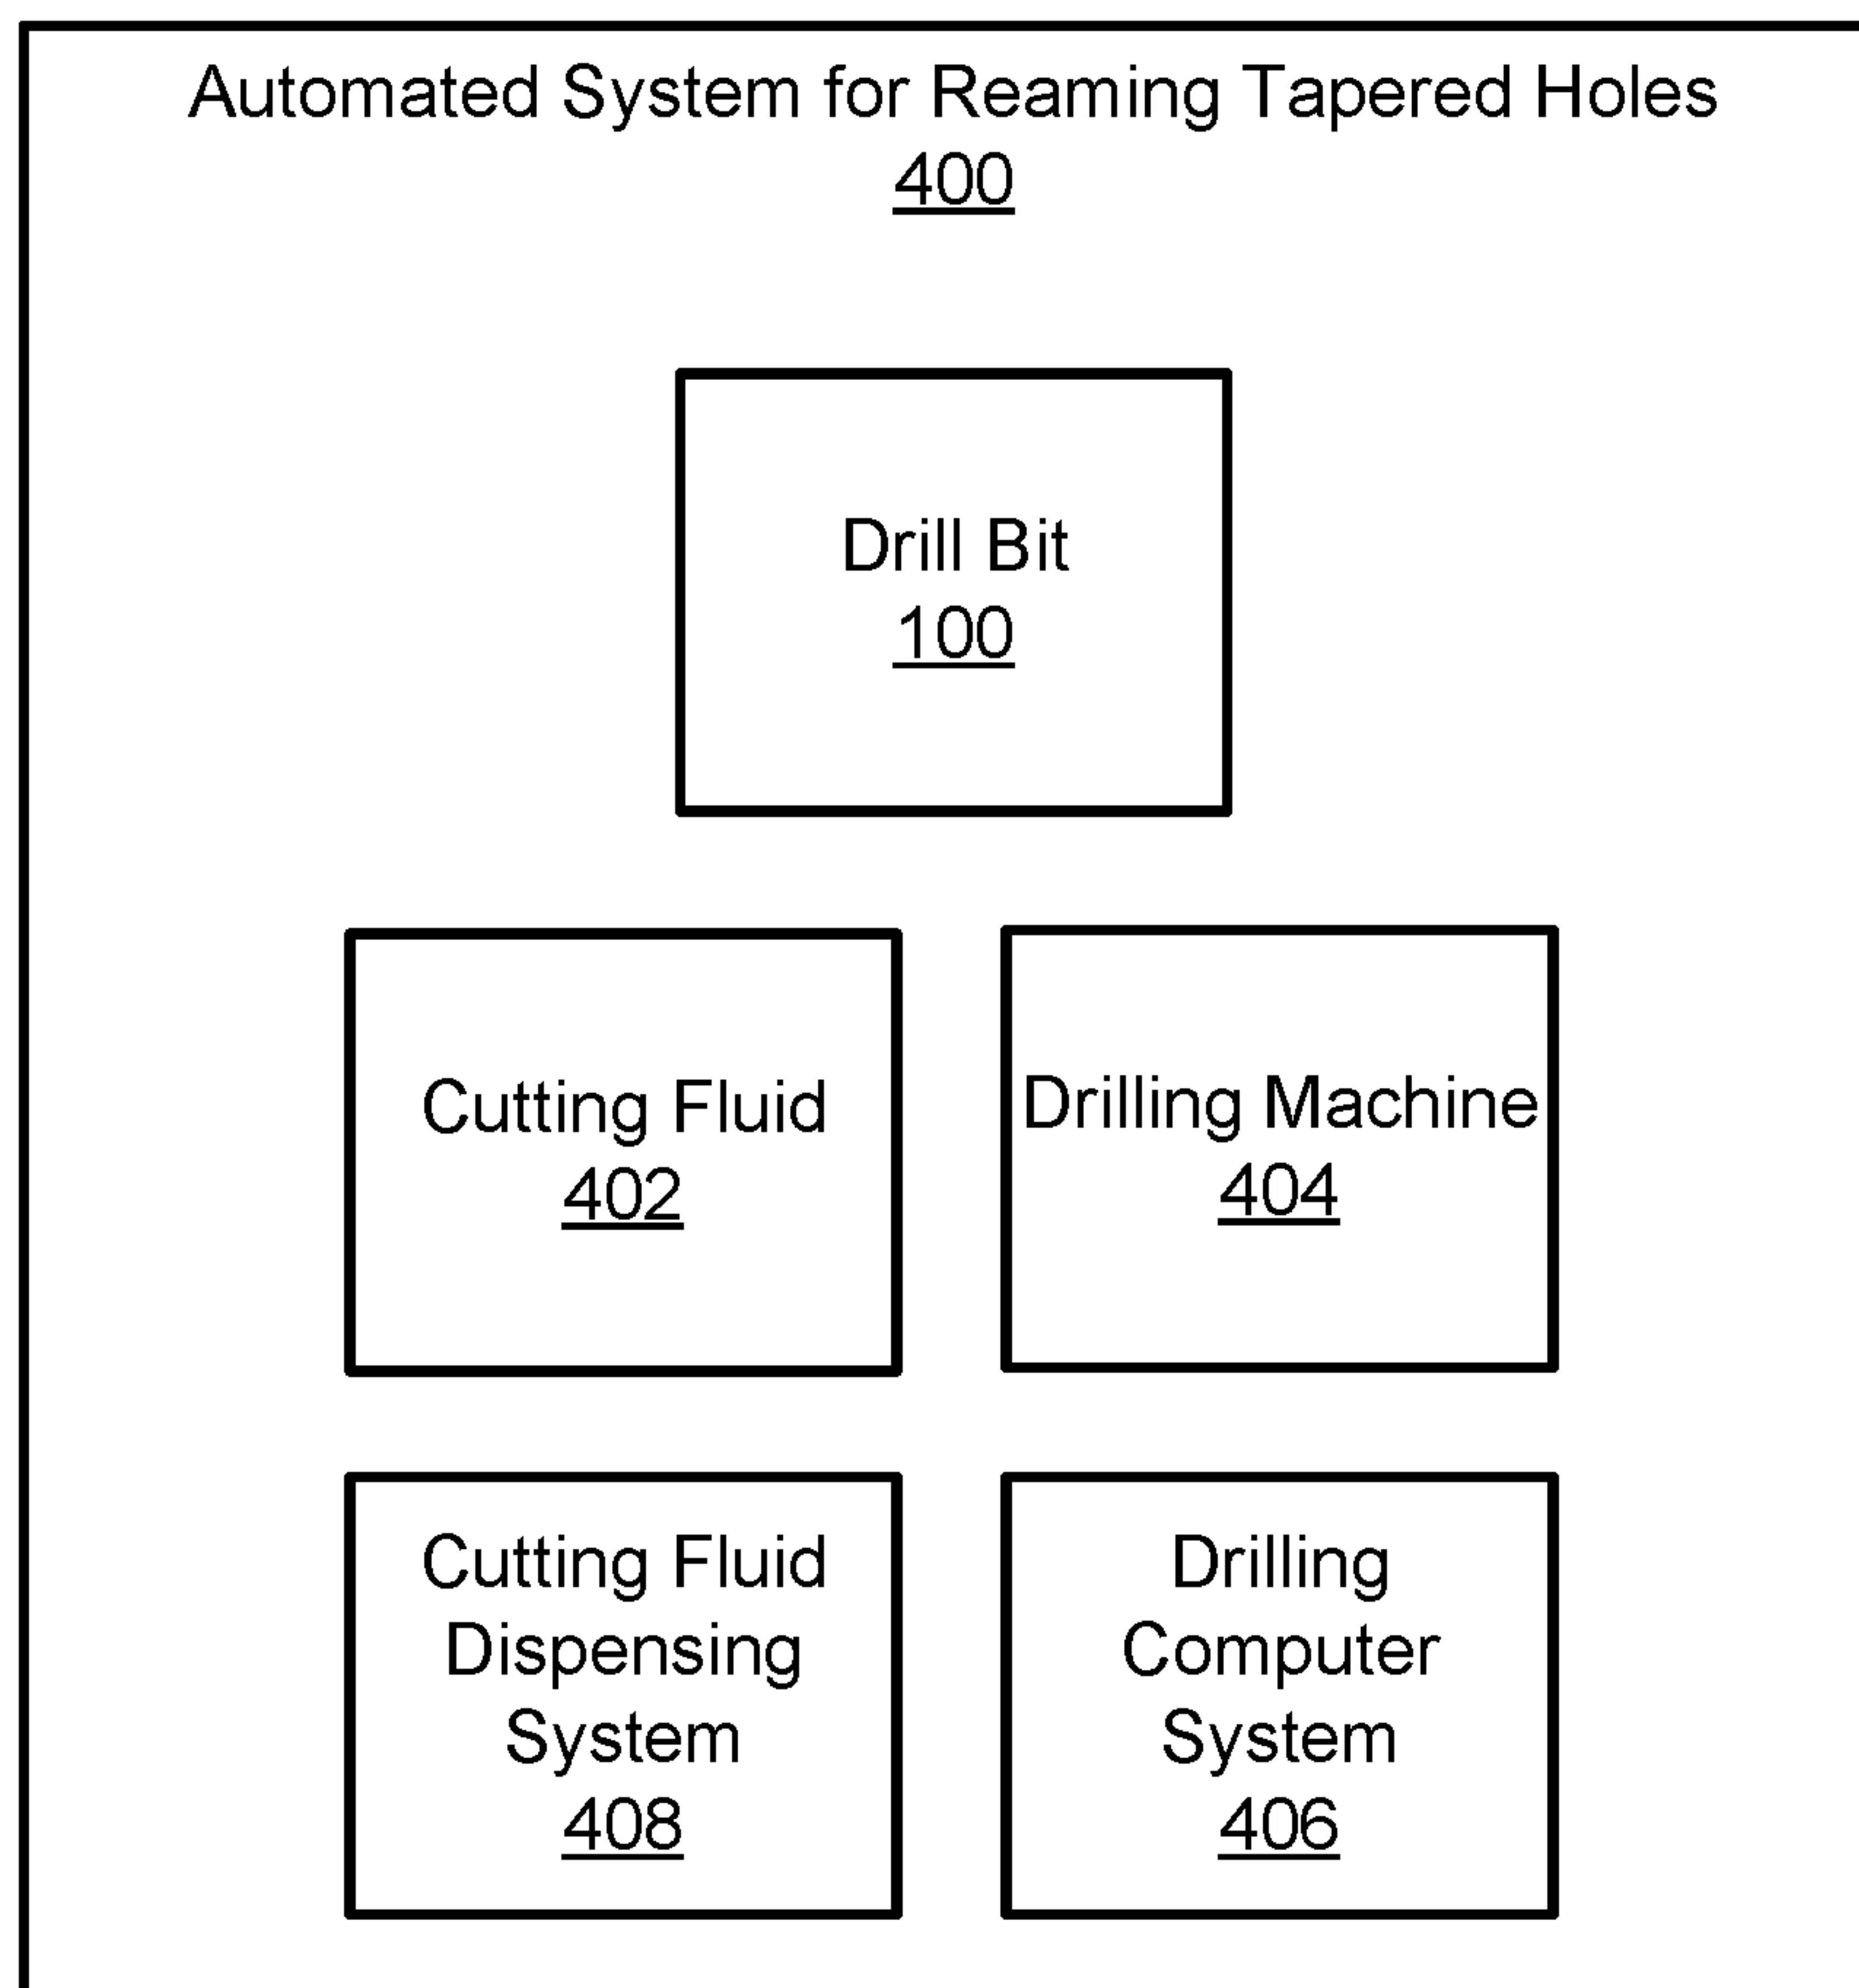 Automated System for Reaming Tapered Holes
400
Drill Bit
100
Cutting Fluid
402
Drilling Machine
404
Cutting Fluid
Dispensing
System
408
Drilling
Computer
System
406